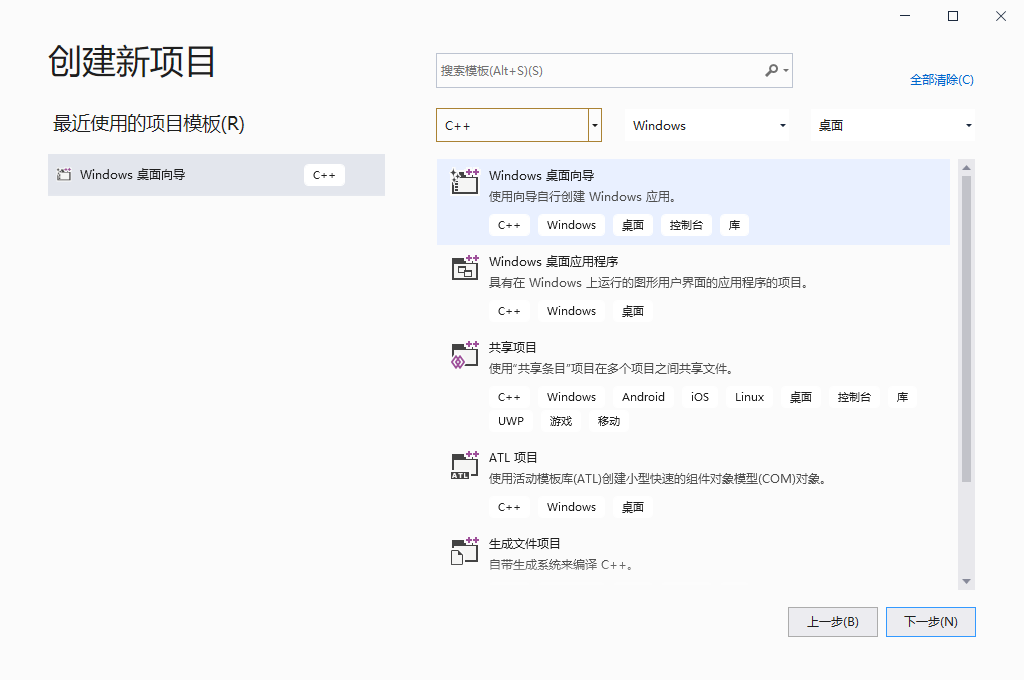 创建新项目
最近使用的项目模板(R)
Windows 桌面向导 C++
搜索模板(Alt+S)(S)
全部清除(C)
C++ Windows 桌面
Windows 桌面向导
使用向导自行创建 Windows 应用。
C++ Windows 桌面 控制台 库
Windows 桌面应用程序
具有在 Windows 上运行的图形用户界面的应用程序的项目。
C++ Windows 桌面
共享项目
使用“共享条目”项目在多个项目之间共享文件。
C++ Windows Android iOS Linux 桌面 控制台 库
UWP 游戏 移动
ATL 项目
ATL
使用活动模板库(ATL)创建小型快速的组件对象模型(COM)对象。
C++ Windows 桌面
生成文件项目
自带生成系统来编译 C++。
上一步(B) 下一步(N)